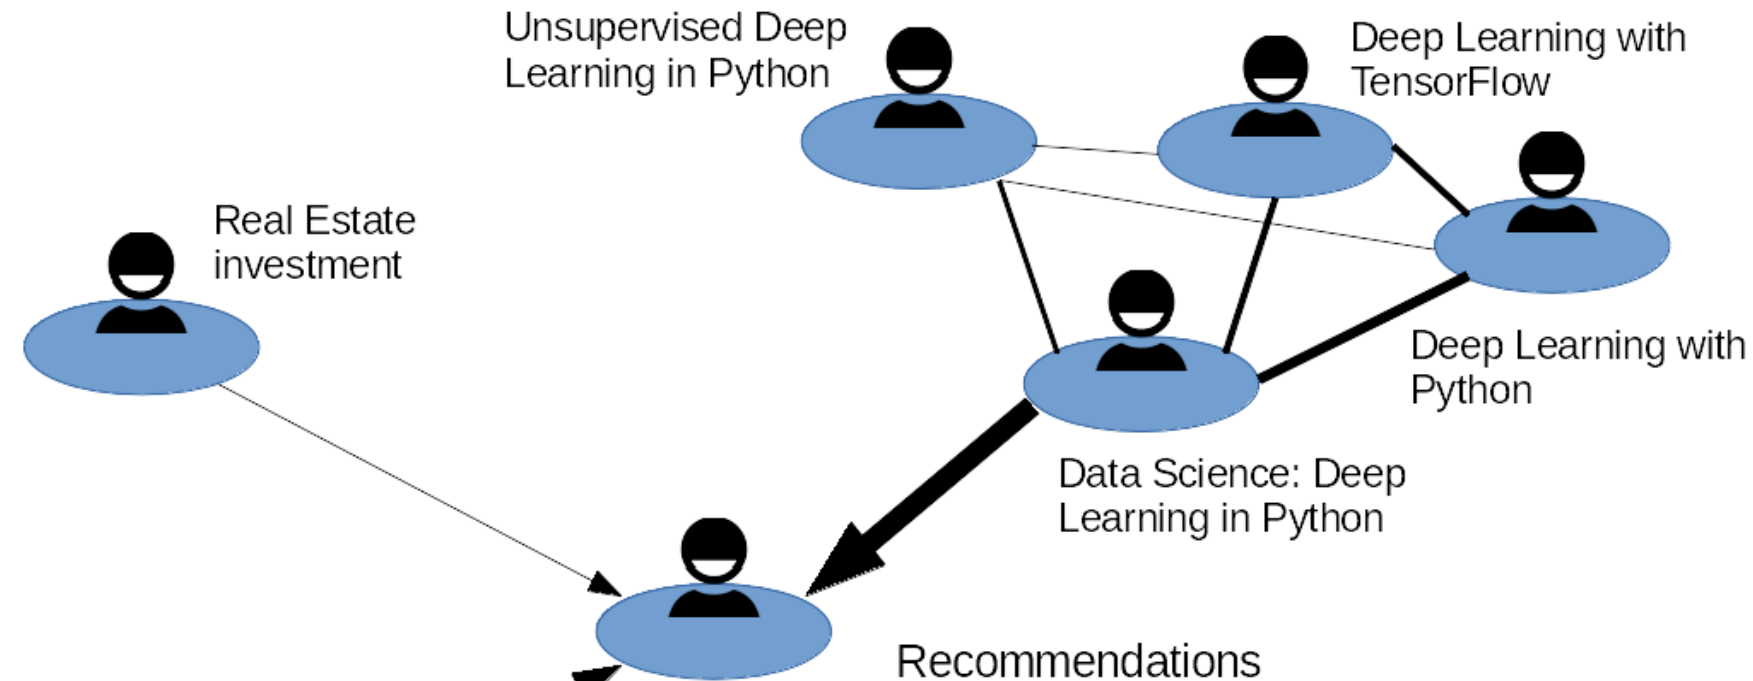 Unsupervised Deep
Learning in Python
Deep Learning with
TensorFlow
Real Estate
investment
Deep Learning with
Python
Data Science: Deep
Learning in Python
Recommendations